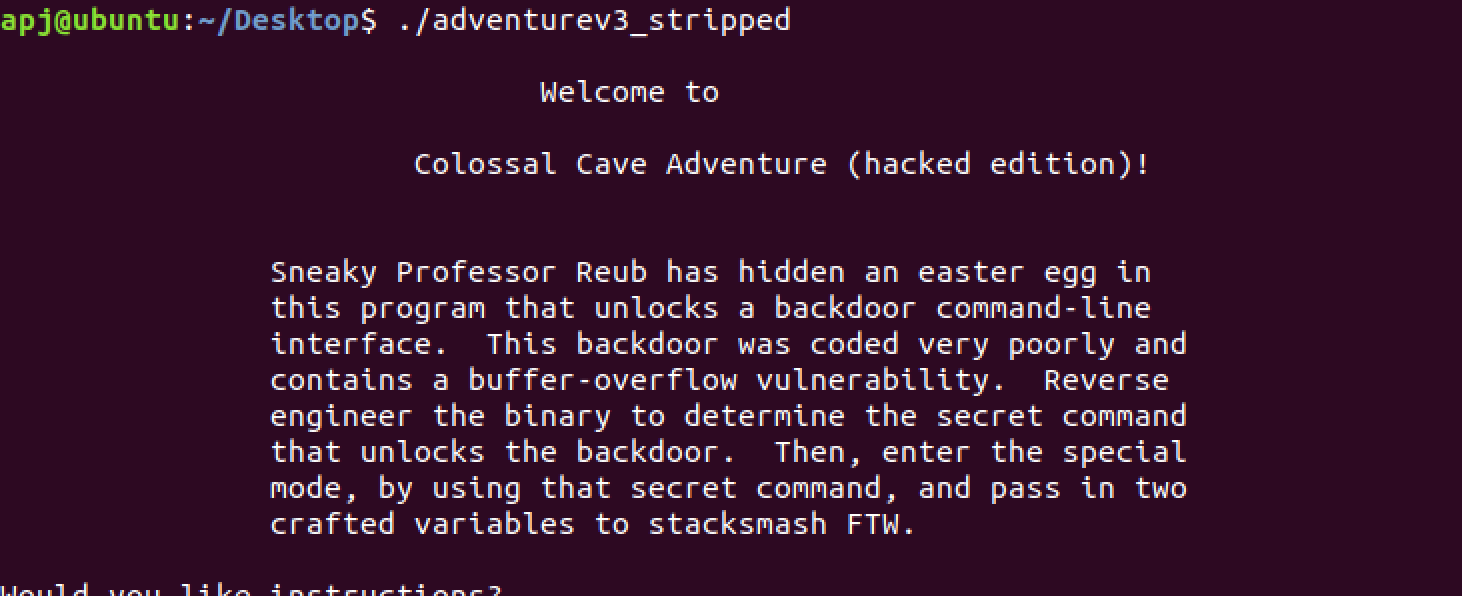 apj@ubuntu:~/Desktop$ ./adventurev3_stripped
Welcome to
Colossal Cave Adventure (hacked edition)!
Sneaky Professor Reub has hidden an easter egg in
this program that unlocks a backdoor command-line
interface.  This backdoor was coded very poorly and
contains a buffer-overflow vulnerability.  Reverse
engineer the binary to determine the secret command
that unlocks the backdoor.  Then, enter the special
mode, by using that secret command, and pass in two
crafted variables to stacksmash FTW.
Would you like instructions?